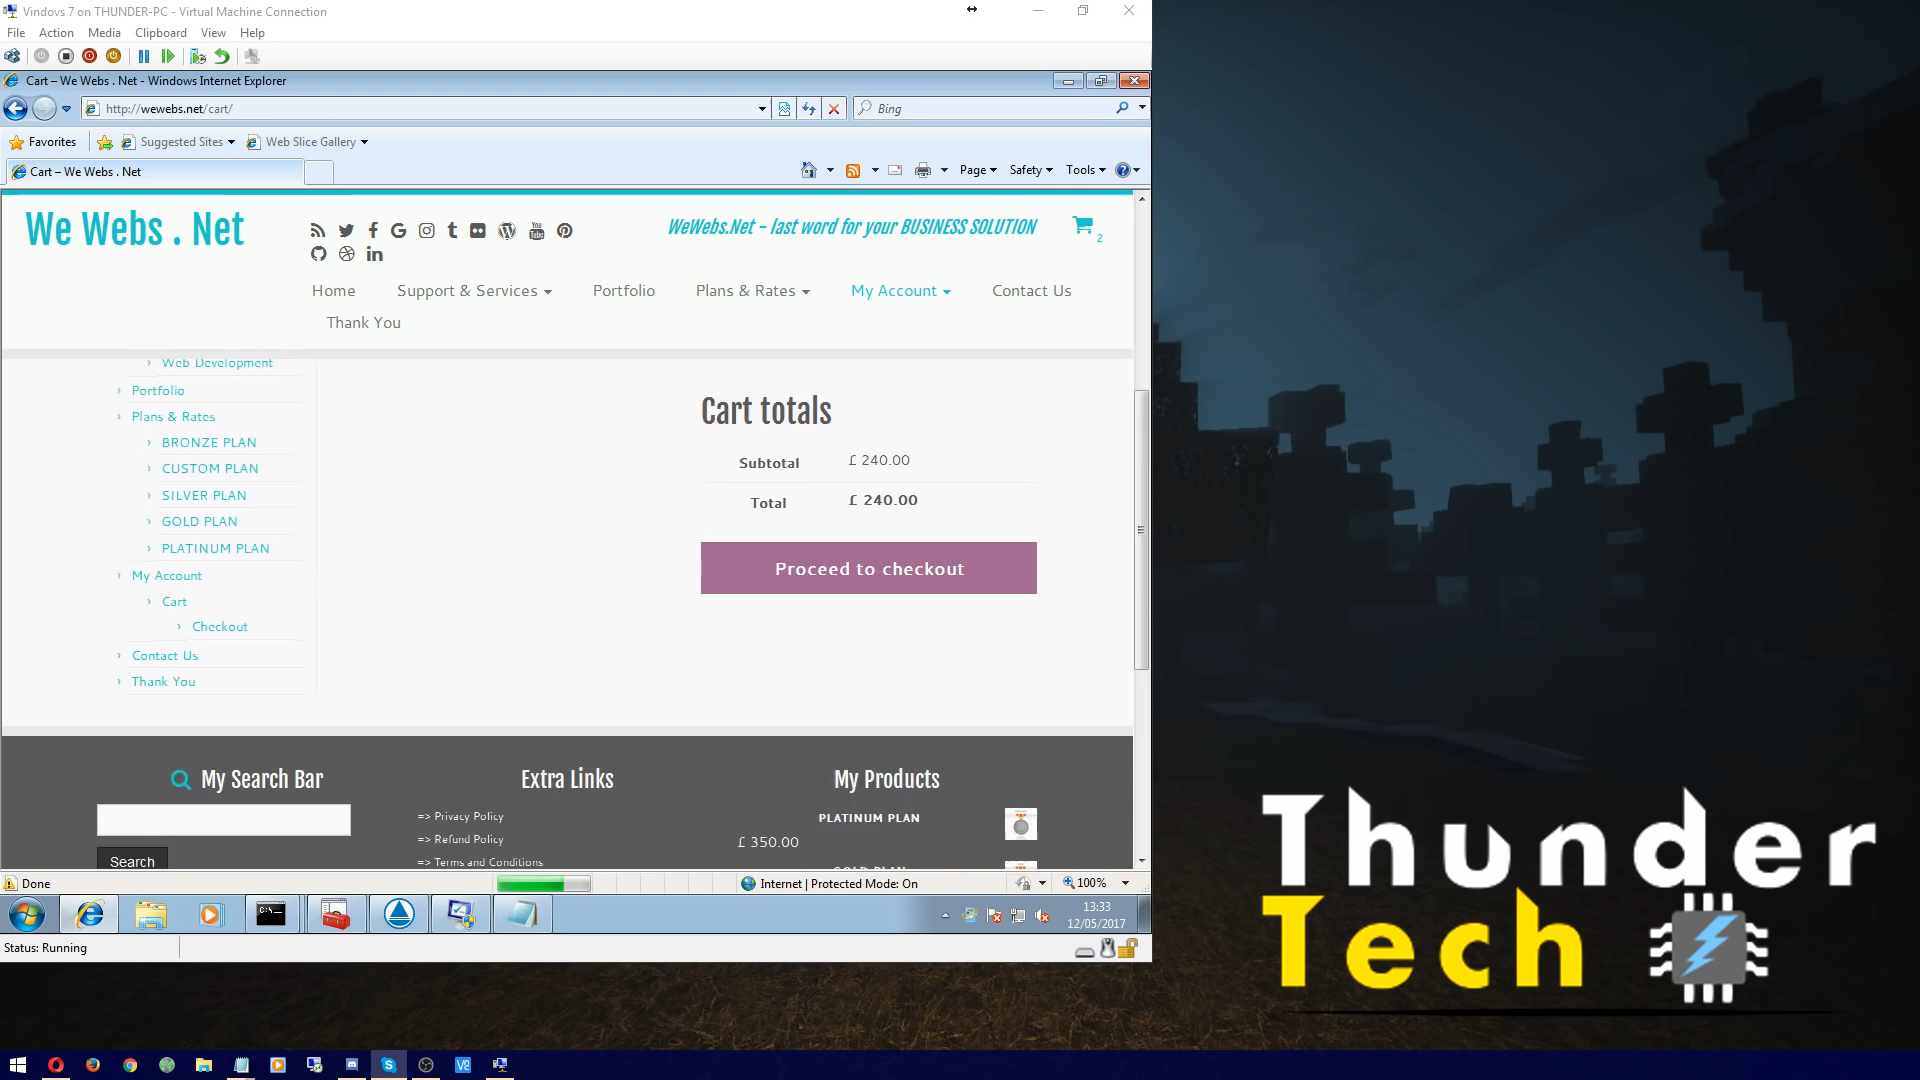 Vindovs 7 on THUNDER-PC - Virtual Machine Connection
File Action Media Clipboard View Help
Cart – We Webs . Net - Windows Internet Explorer
http://wewebs.net/cart/
Bing
Favorites Suggested Sites Web Slice Gallery
Cart – We Webs . Net
Page Safety Tools
We Webs . Net
WeWebs.Net – last word for your BUSINESS SOLUTION
2
Home Support & Services Portfolio Plans & Rates My Account Contact Us
Thank You
Web Development
Portfolio
Plans & Rates
BRONZE PLAN
CUSTOM PLAN
SILVER PLAN
GOLD PLAN
PLATINUM PLAN
My Account
Cart
Checkout
Contact Us
Thank You
Cart totals
Subtotal £ 240.00
Total £ 240.00
Proceed to checkout
My Search Bar
Search
Extra Links
=> Privacy Policy
=> Refund Policy
=> Terms and Conditions
My Products
PLATINUM PLAN
£ 350.00
GOLD PLAN
Done
Internet | Protected Mode: On
100%
13:33
12/05/2017
Status: Running
Thunder
Tech